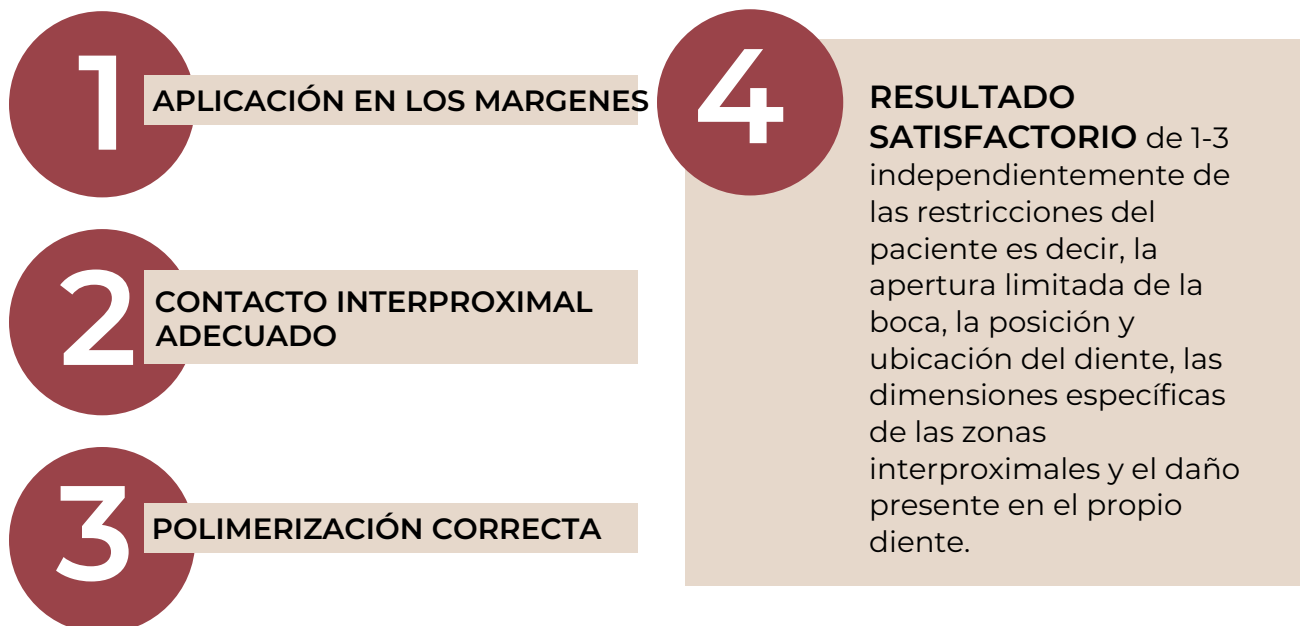 1
APLICACIÓN EN LOS MARGENES
2
CONTACTO INTERPROXIMAL
ADECUADO
3
POLIMERIZACIÓN CORRECTA
4
RESULTADO
SATISFACTORIO de 1-3
independientemente de
las restricciones del
paciente es decir, la
apertura limitada de la
boca, la posición y
ubicación del diente, las
dimensiones específicas
de las zonas
interproximales y el daño
presente en el propio
diente.